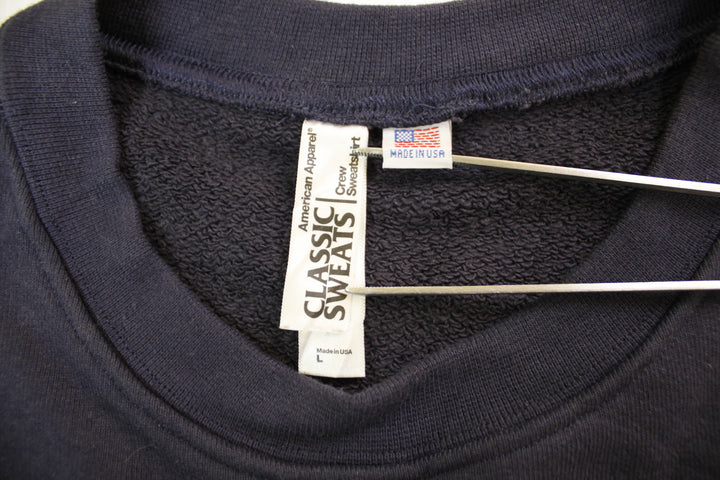 American Apparel®
CLASSIC
SWEATS
Crew
Sweatshirt
MADE IN USA
Made in USA
L